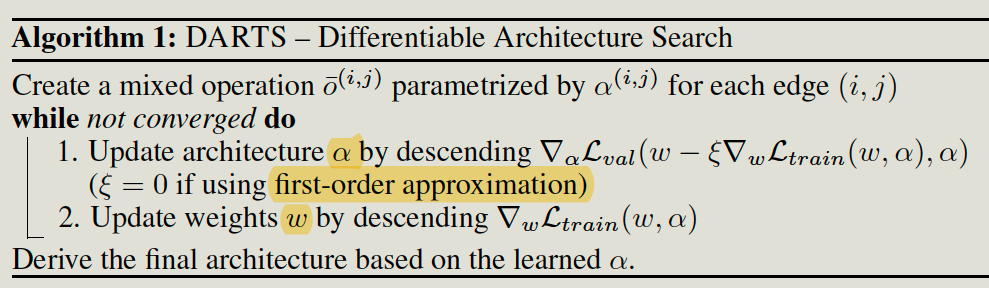 Algorithm 1: DARTS – Differentiable Architecture Search
Create a mixed operation ō^(i,j) parametrized by α^(i,j) for each edge (i, j)
while not converged do
1. Update architecture α by descending ∇_α ℒ_val(w − ξ∇_w ℒ_train(w, α), α)
(ξ = 0 if using first-order approximation)
2. Update weights w by descending ∇_w ℒ_train(w, α)
Derive the final architecture based on the learned α.